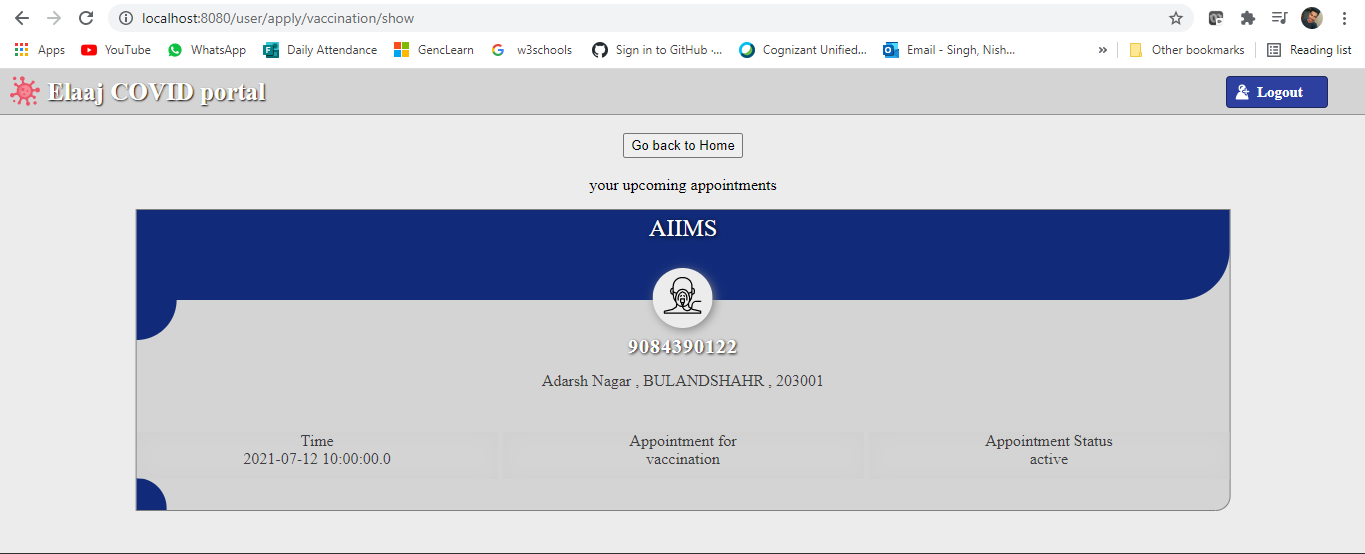 localhost:8080/user/apply/vaccination/show
Apps YouTube WhatsApp Daily Attendance GencLearn w3schools Sign in to GitHub ·... Cognizant Unified... Email - Singh, Nish... » Other bookmarks Reading list
Elaaj COVID portal
Logout
Go back to Home
your upcoming appointments
AIIMS
9084390122
Adarsh Nagar , BULANDSHAHR , 203001
Time Appointment for Appointment Status
2021-07-12 10:00:00.0 vaccination active